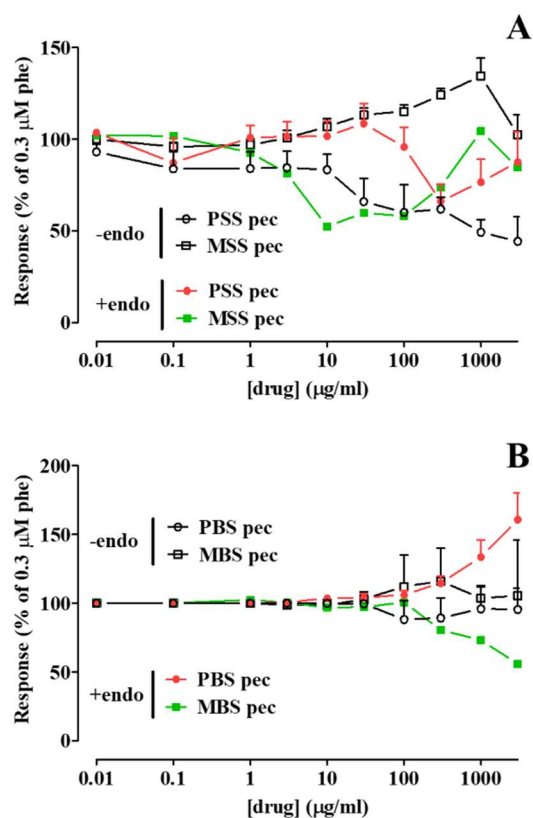 A
Response (% of 0.3 μM phe)
150
100
50
0
-endo
PSS pec
MSS pec
+endo
PSS pec
MSS pec
0.01 0.1 1 10 100 1000
[drug] (μg/ml)
B
Response (% of 0.3 μM phe)
200
150
100
50
0
-endo
PBS pec
MBS pec
+endo
PBS pec
MBS pec
0.01 0.1 1 10 100 1000
[drug] (μg/ml)